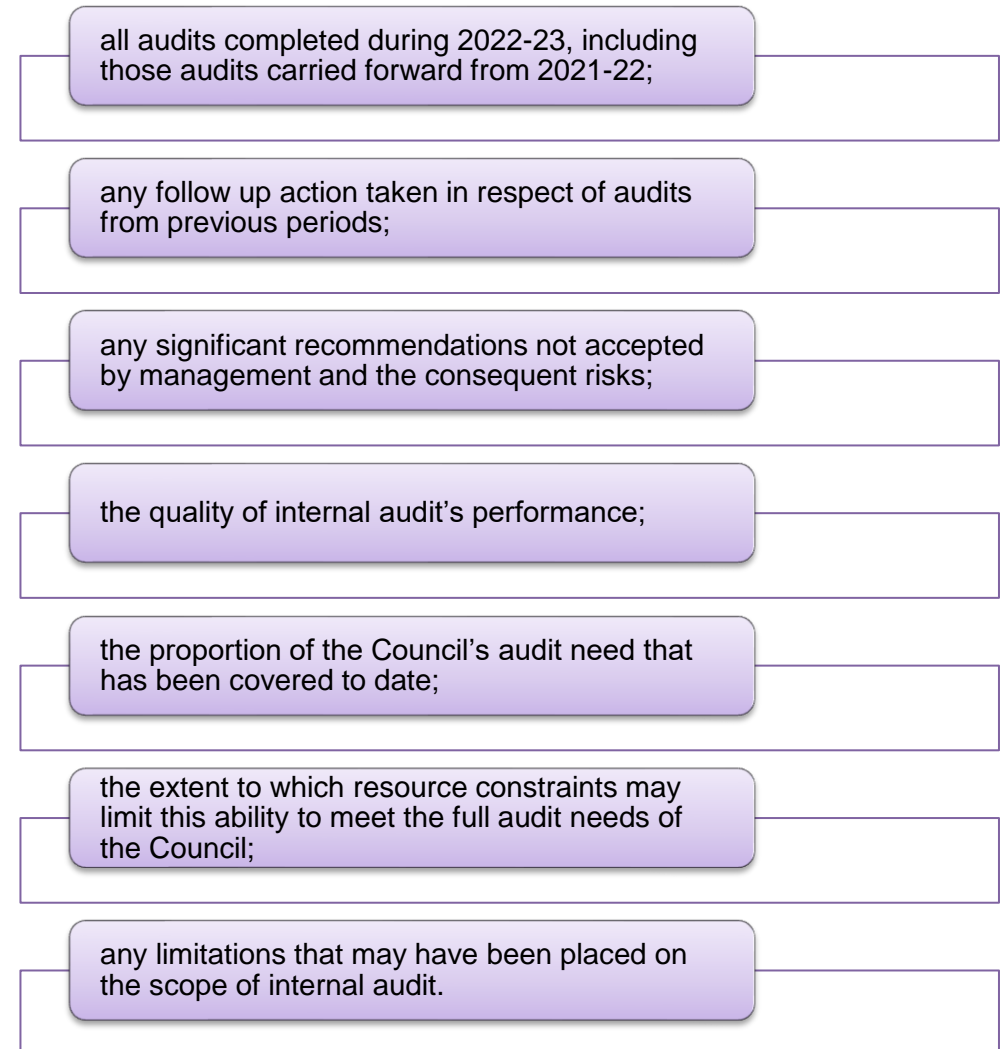 all audits completed during 2022-23, including
those audits carried forward from 2021-22;
any follow up action taken in respect of audits
from previous periods;
any significant recommendations not accepted
by management and the consequent risks;
the quality of internal audit’s performance;
the proportion of the Council’s audit need that
has been covered to date;
the extent to which resource constraints may
limit this ability to meet the full audit needs of
the Council;
any limitations that may have been placed on
the scope of internal audit.